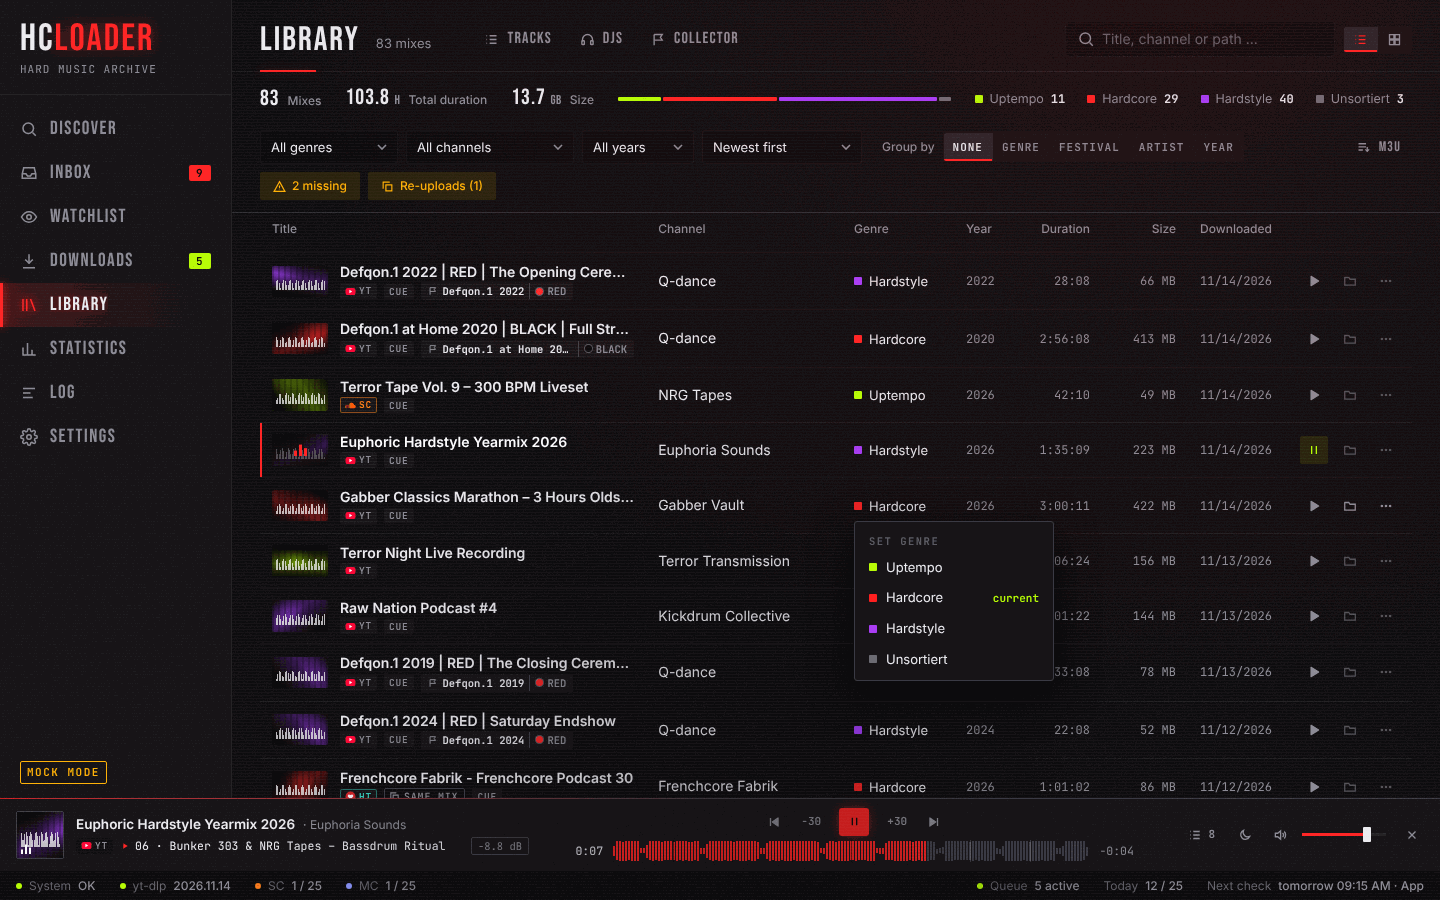 HCLOADER
HARD MUSIC ARCHIVE
DISCOVER
INBOX 9
WATCHLIST
DOWNLOADS 5
LIBRARY
STATISTICS
LOG
SETTINGS
MOCK MODE
LIBRARY 83 mixes TRACKS DJS COLLECTOR Title, channel or path ...
83 Mixes 103.8 H Total duration 13.7 GB Size Uptempo 11 Hardcore 29 Hardstyle 40 Unsortiert 3
All genres All channels All years Newest first Group by NONE GENRE FESTIVAL ARTIST YEAR M3U
2 missing Re-uploads (1)
Title Channel Genre Year Duration Size Downloaded
Defqon.1 2022 | RED | The Opening Cere... Q-dance Hardstyle 2022 28:08 66 MB 11/14/2026
YT CUE Defqon.1 2022 RED
Defqon.1 at Home 2020 | BLACK | Full Str... Q-dance Hardcore 2020 2:56:08 413 MB 11/14/2026
YT CUE Defqon.1 at Home 20… BLACK
Terror Tape Vol. 9 – 300 BPM Liveset NRG Tapes Uptempo 2026 42:10 49 MB 11/14/2026
SC CUE
Euphoric Hardstyle Yearmix 2026 Euphoria Sounds Hardstyle 2026 1:35:09 223 MB 11/14/2026
YT CUE
Gabber Classics Marathon – 3 Hours Olds... Gabber Vault Hardcore 2026 3:00:11 422 MB 11/14/2026
YT CUE
Terror Night Live Recording Terror Transmission 06:24 156 MB 11/13/2026
YT
Raw Nation Podcast #4 Kickdrum Collective 01:22 144 MB 11/13/2026
YT CUE
Defqon.1 2019 | RED | The Closing Cerem... Q-dance 33:08 78 MB 11/13/2026
YT CUE Defqon.1 2019 RED
Defqon.1 2024 | RED | Saturday Endshow Q-dance Hardstyle 2024 22:08 52 MB 11/12/2026
YT CUE Defqon.1 2024 RED
Frenchcore Fabrik - Frenchcore Podcast 30 Frenchcore Fabrik Hardcore 2026 1:01:02 86 MB 11/12/2026
HT SAME MIX CUE
SET GENRE
Uptempo
Hardcore current
Hardstyle
Unsortiert
Euphoric Hardstyle Yearmix 2026 · Euphoria Sounds
YT 06 · Bunker 303 & NRG Tapes – Bassdrum Ritual -8.8 dB
-30 +30
0:07 -0:04
8
System OK yt-dlp 2026.11.14 SC 1 / 25 MC 1 / 25 Queue 5 active Today 12 / 25 Next check tomorrow 09:15 AM · App